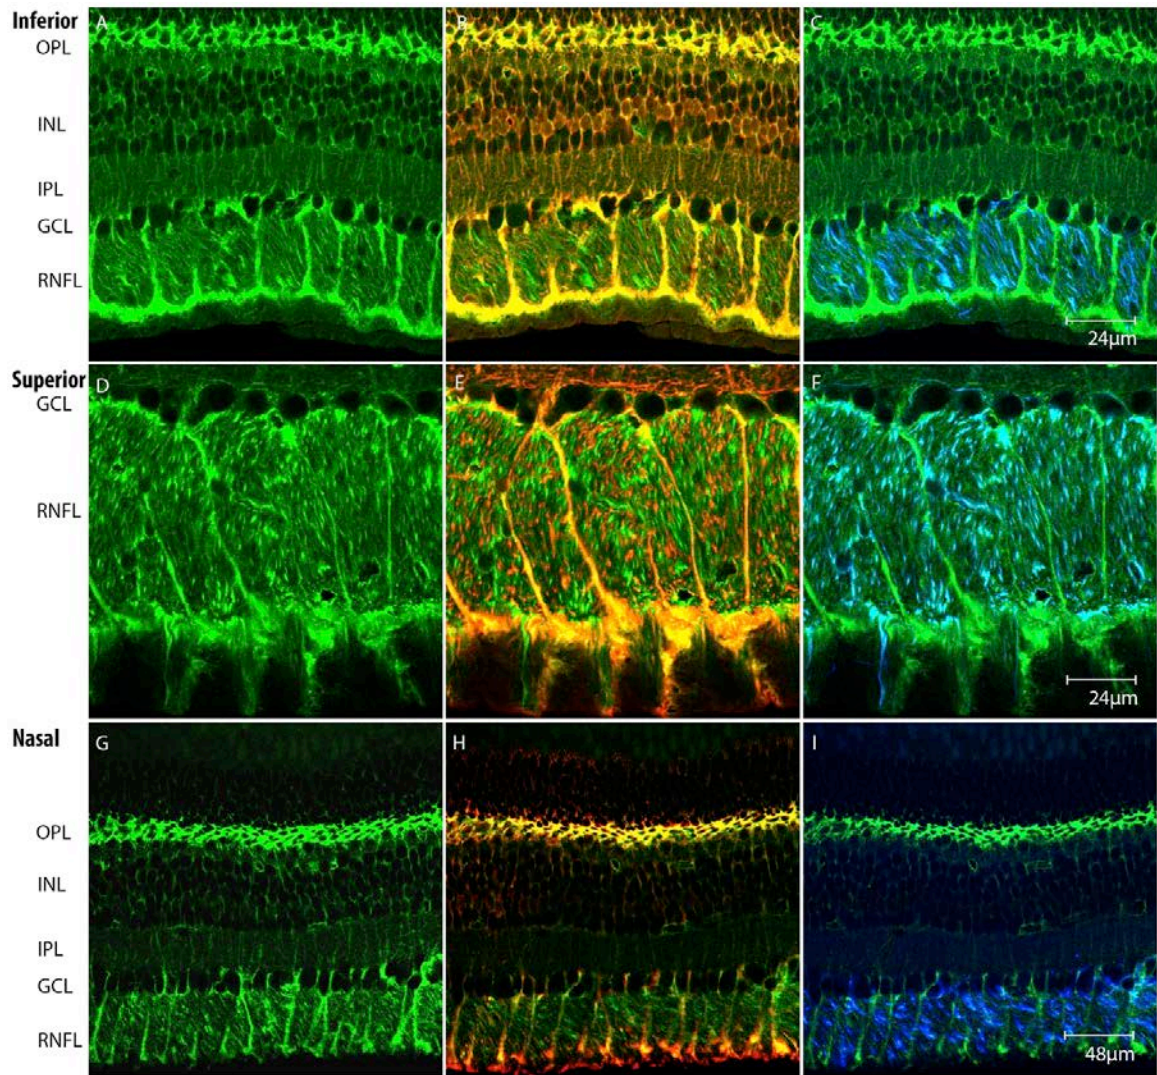 Inferior
A
B
C
OPL
INL
IPL
GCL
RNFL
24µm
Superior
D
E
F
GCL
RNFL
24µm
Nasal
G
H
I
OPL
INL
IPL
GCL
RNFL
48µm